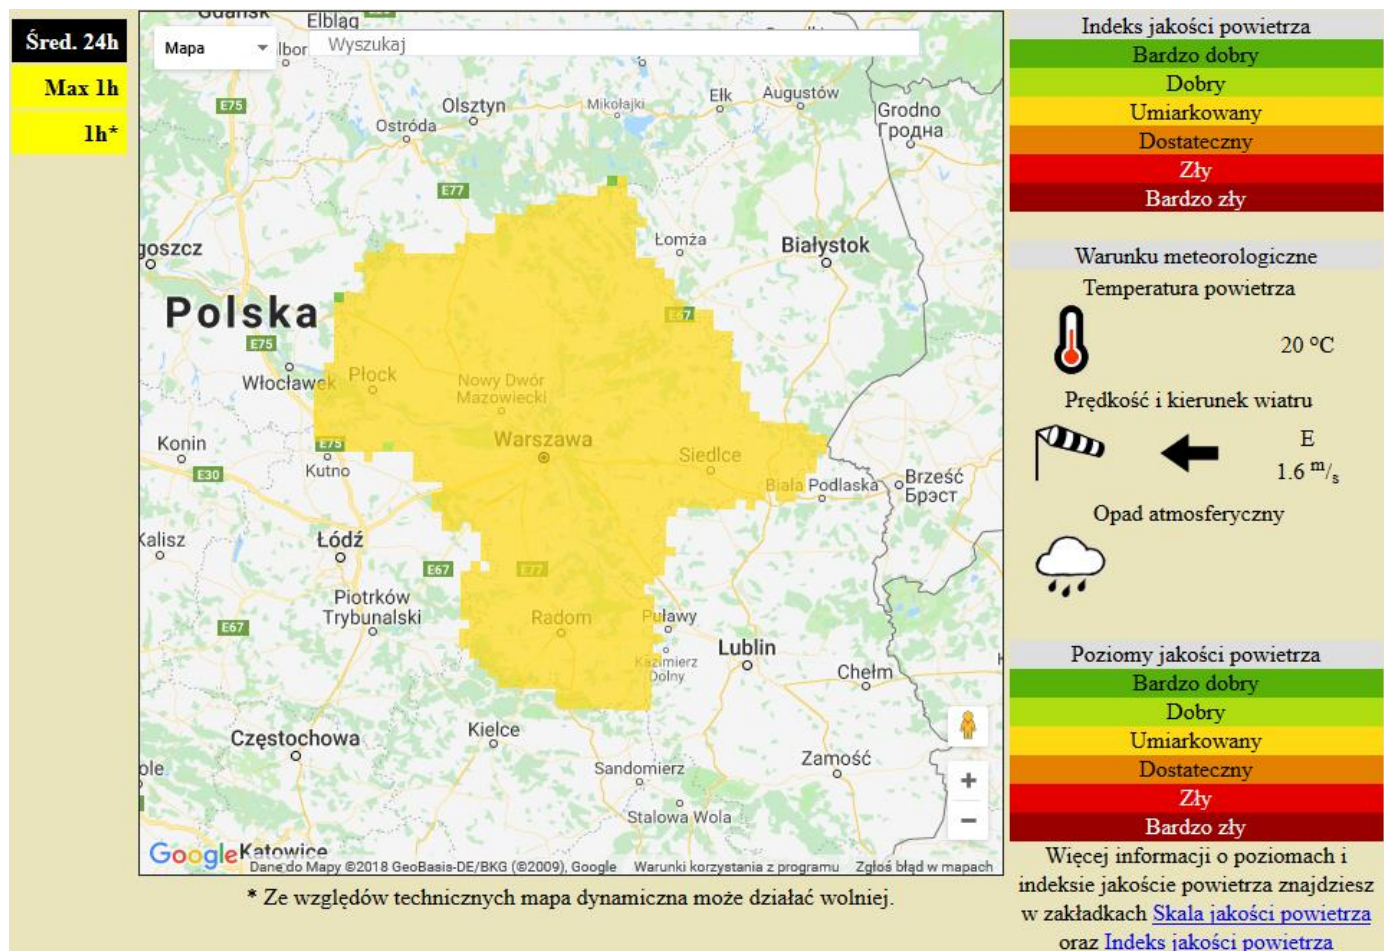 Śred. 24h
Max 1h
1h*
Mapa
Wyszukaj
Gdańsk
Elbląg
E75
Olsztyn
Ostróda
Mikołajki
Ełk
Augustów
Grodno
Гродна
E77
goszcz
Łomża
Białystok
Polska
E67
E75
Włocławek
Płock
Nowy Dwór
Mazowiecki
Konin
E75
Warszawa
Siedlce
E30
Kutno
Biała Podlaska
Brześć
Брэст
Kalisz
Łódź
E67
E77
Piotrków
Trybunalski
E67
Radom
Puławy
Kazimierz
Dolny
Lublin
Chełm
Kielce
Częstochowa
ole
Sandomierz
Zamość
Stalowa Wola
+
−
Google
Katowice
Dane do Mapy ©2018 GeoBasis-DE/BKG (©2009), Google
Warunki korzystania z programu
Zgłoś błąd w mapach
* Ze względów technicznych mapa dynamiczna może działać wolniej.
Indeks jakości powietrza
Bardzo dobry
Dobry
Umiarkowany
Dostateczny
Zły
Bardzo zły
Warunku meteorologiczne
Temperatura powietrza
20 °C
Prędkość i kierunek wiatru
E
1.6 m/s
Opad atmosferyczny
Poziomy jakości powietrza
Bardzo dobry
Dobry
Umiarkowany
Dostateczny
Zły
Bardzo zły
Więcej informacji o poziomach i
indeksie jakoście powietrza znajdziesz
w zakładkach Skala jakości powietrza
oraz Indeks jakości powietrza